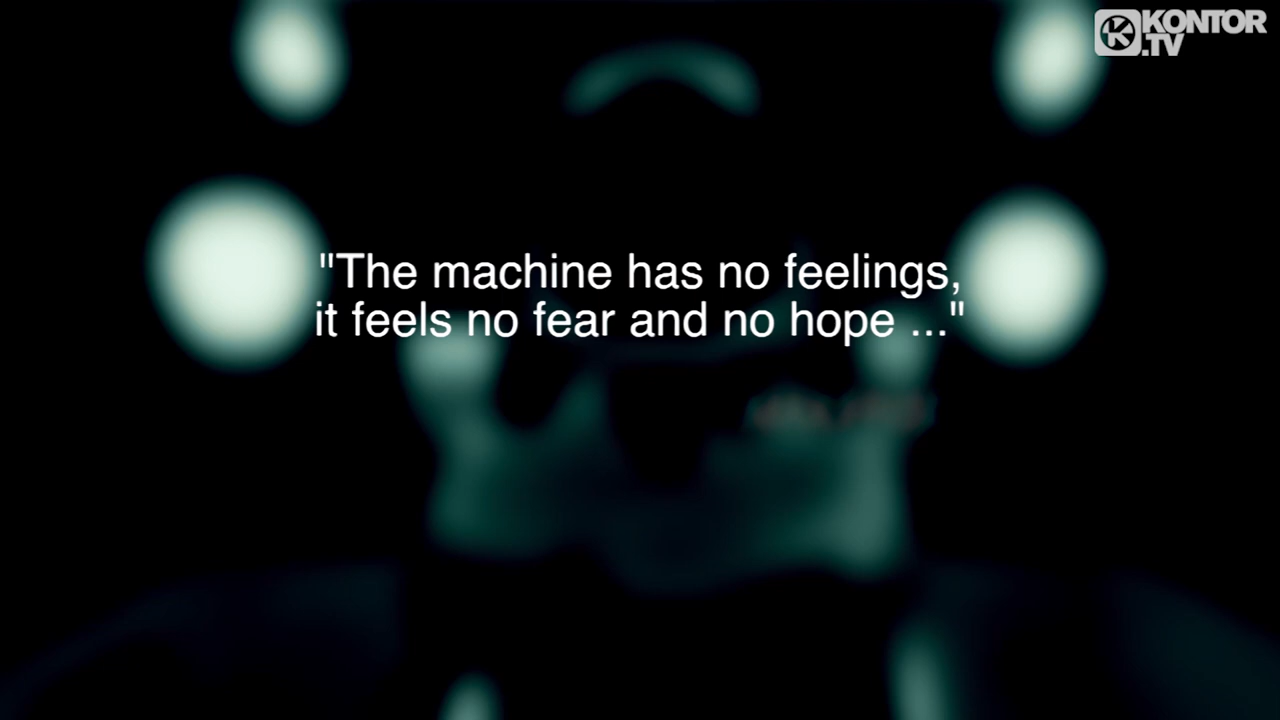 KONTOR
.TV
"The machine has no feelings,
it feels no fear and no hope ..."